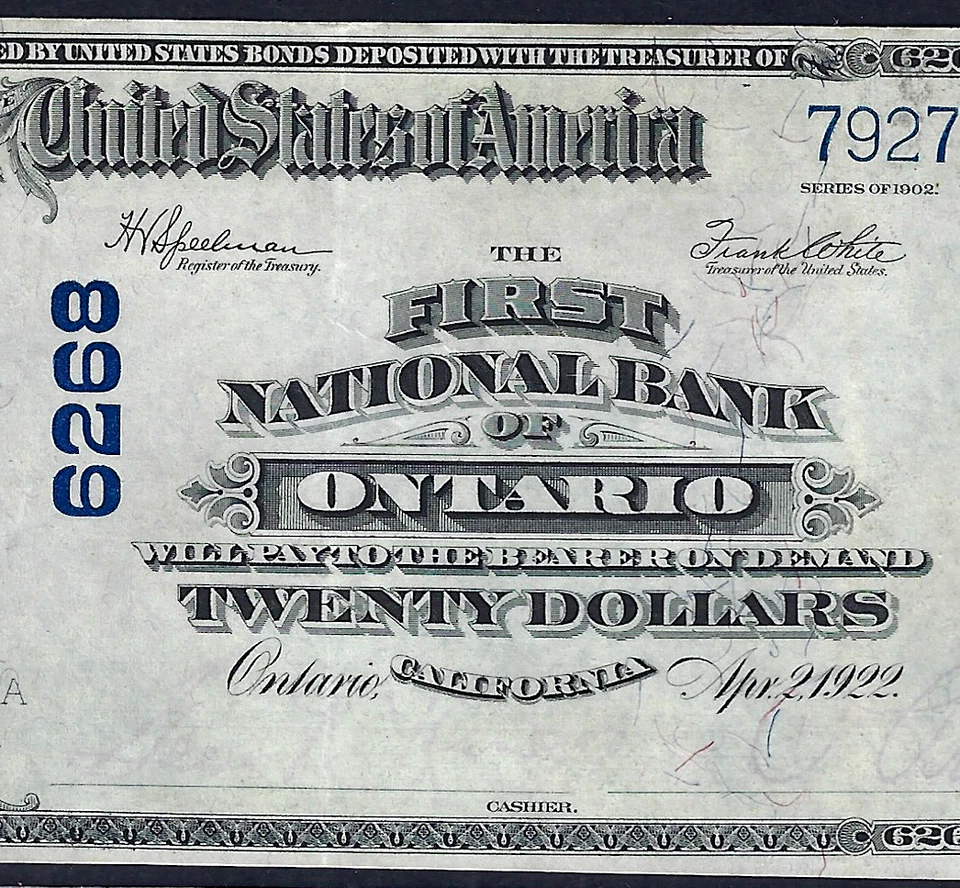 ED BY UNITED STATES BONDS DEPOSITED WITH THE TREASURER OF 626
United States of America
7927
SERIES OF 1902.
H V Speelman
Register of the Treasury.
Frank White
Treasurer of the United States.
6268
THE
FIRST
NATIONAL BANK
OF
ONTARIO
WILL PAY TO THE BEARER ON DEMAND
TWENTY DOLLARS
Ontario, CALIFORNIA Apr. 2, 1922.
A
CASHIER.
626